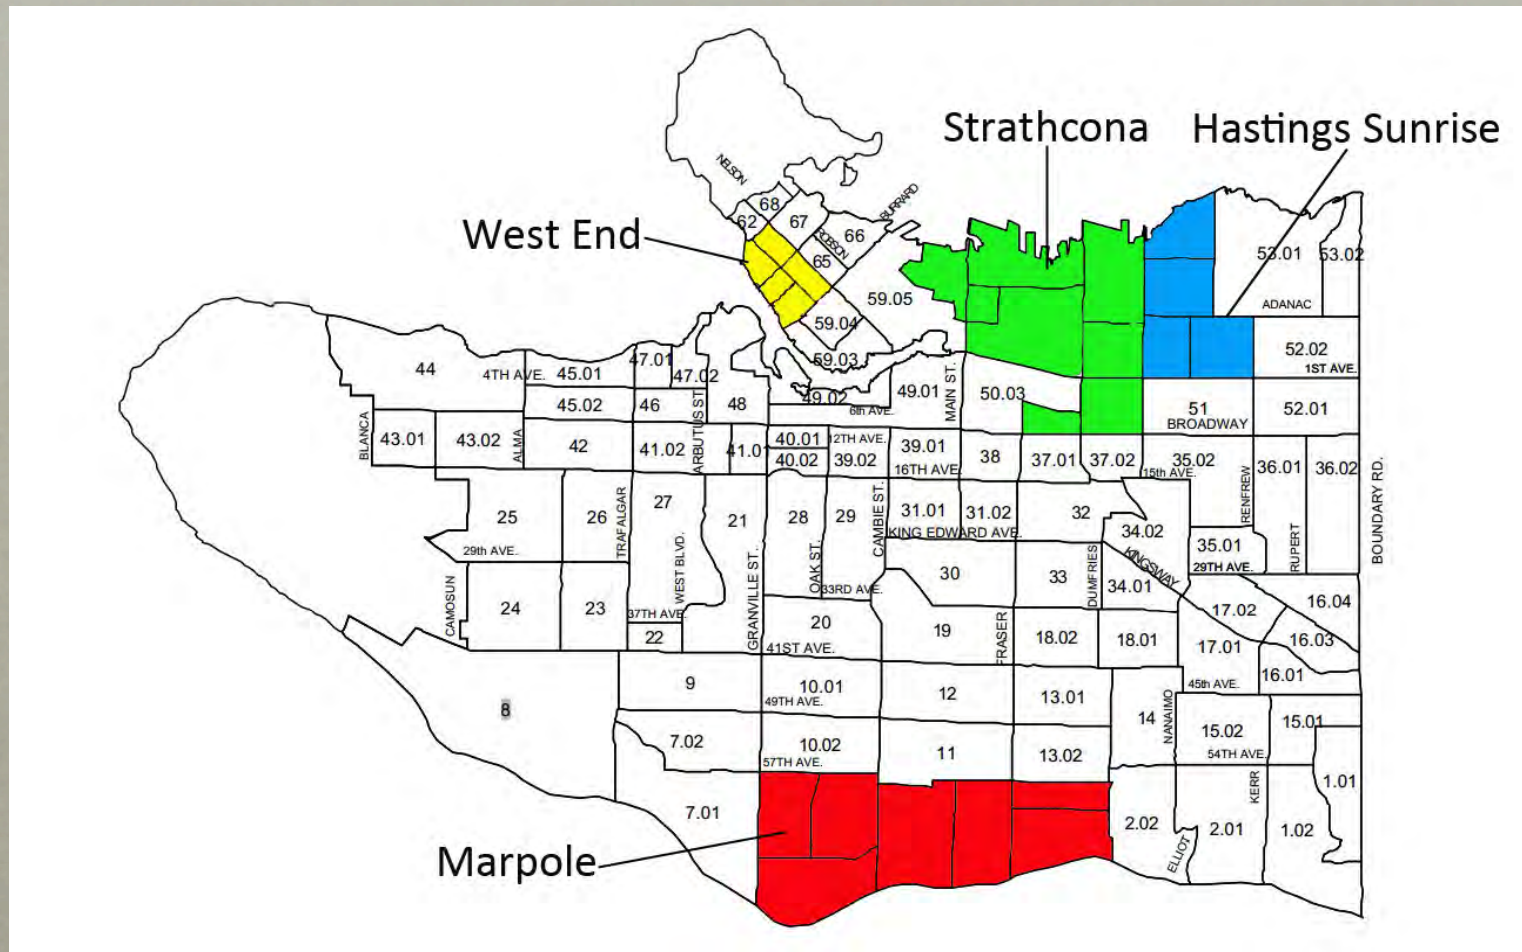 Strathcona
Hastings Sunrise
West End
Marpole
NELSON
BURRARD
ROBSON
68
62
67
66
65
59.05
59.04
59.03
53.01
53.02
ADANAC
52.02
1ST AVE.
44
4TH AVE.
45.01
47.01
47.02
45.02
46
48
49.02
6th AVE.
49.01
MAIN ST.
50.03
51
BROADWAY
52.01
BLANCA
43.01
43.02
ALMA
42
41.02
ARBUTUS ST.
41.01
40.01
12TH AVE.
40.02
39.02
39.01
16TH AVE.
38
37.01
37.02
35.02
15th AVE.
RENFREW
36.01
36.02
BOUNDARY RD.
25
26
TRAFALGAR
27
21
28
29
CAMBIE ST.
31.01
31.02
KING EDWARD AVE.
32
34.02
35.01
29TH AVE.
RUPERT
29th AVE.
WEST BLVD.
GRANVILLE ST.
OAK ST.
33RD AVE.
30
33
DUMFRIES
KINGSWAY
34.01
CAMOSUN
24
23
37TH AVE.
22
20
41ST AVE.
19
FRASER
18.02
18.01
17.02
17.01
16.04
16.03
16.01
45th AVE.
8
9
10.01
49TH AVE.
12
13.01
14
NANAIMO
15.02
54TH AVE.
15.01
7.02
10.02
57TH AVE.
11
13.02
KERR
1.01
7.01
2.02
ELLIOT
2.01
1.02